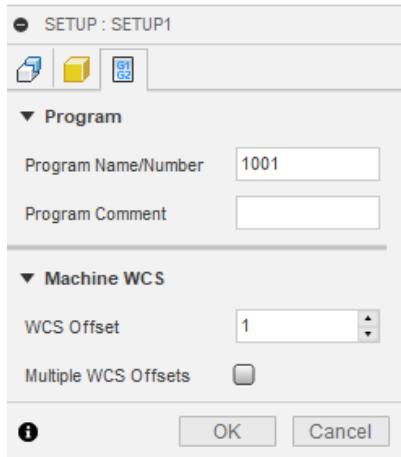 SETUP : SETUP1
G1
G2
Program
Program Name/Number 1001
Program Comment
Machine WCS
WCS Offset 1
Multiple WCS Offsets
OK Cancel